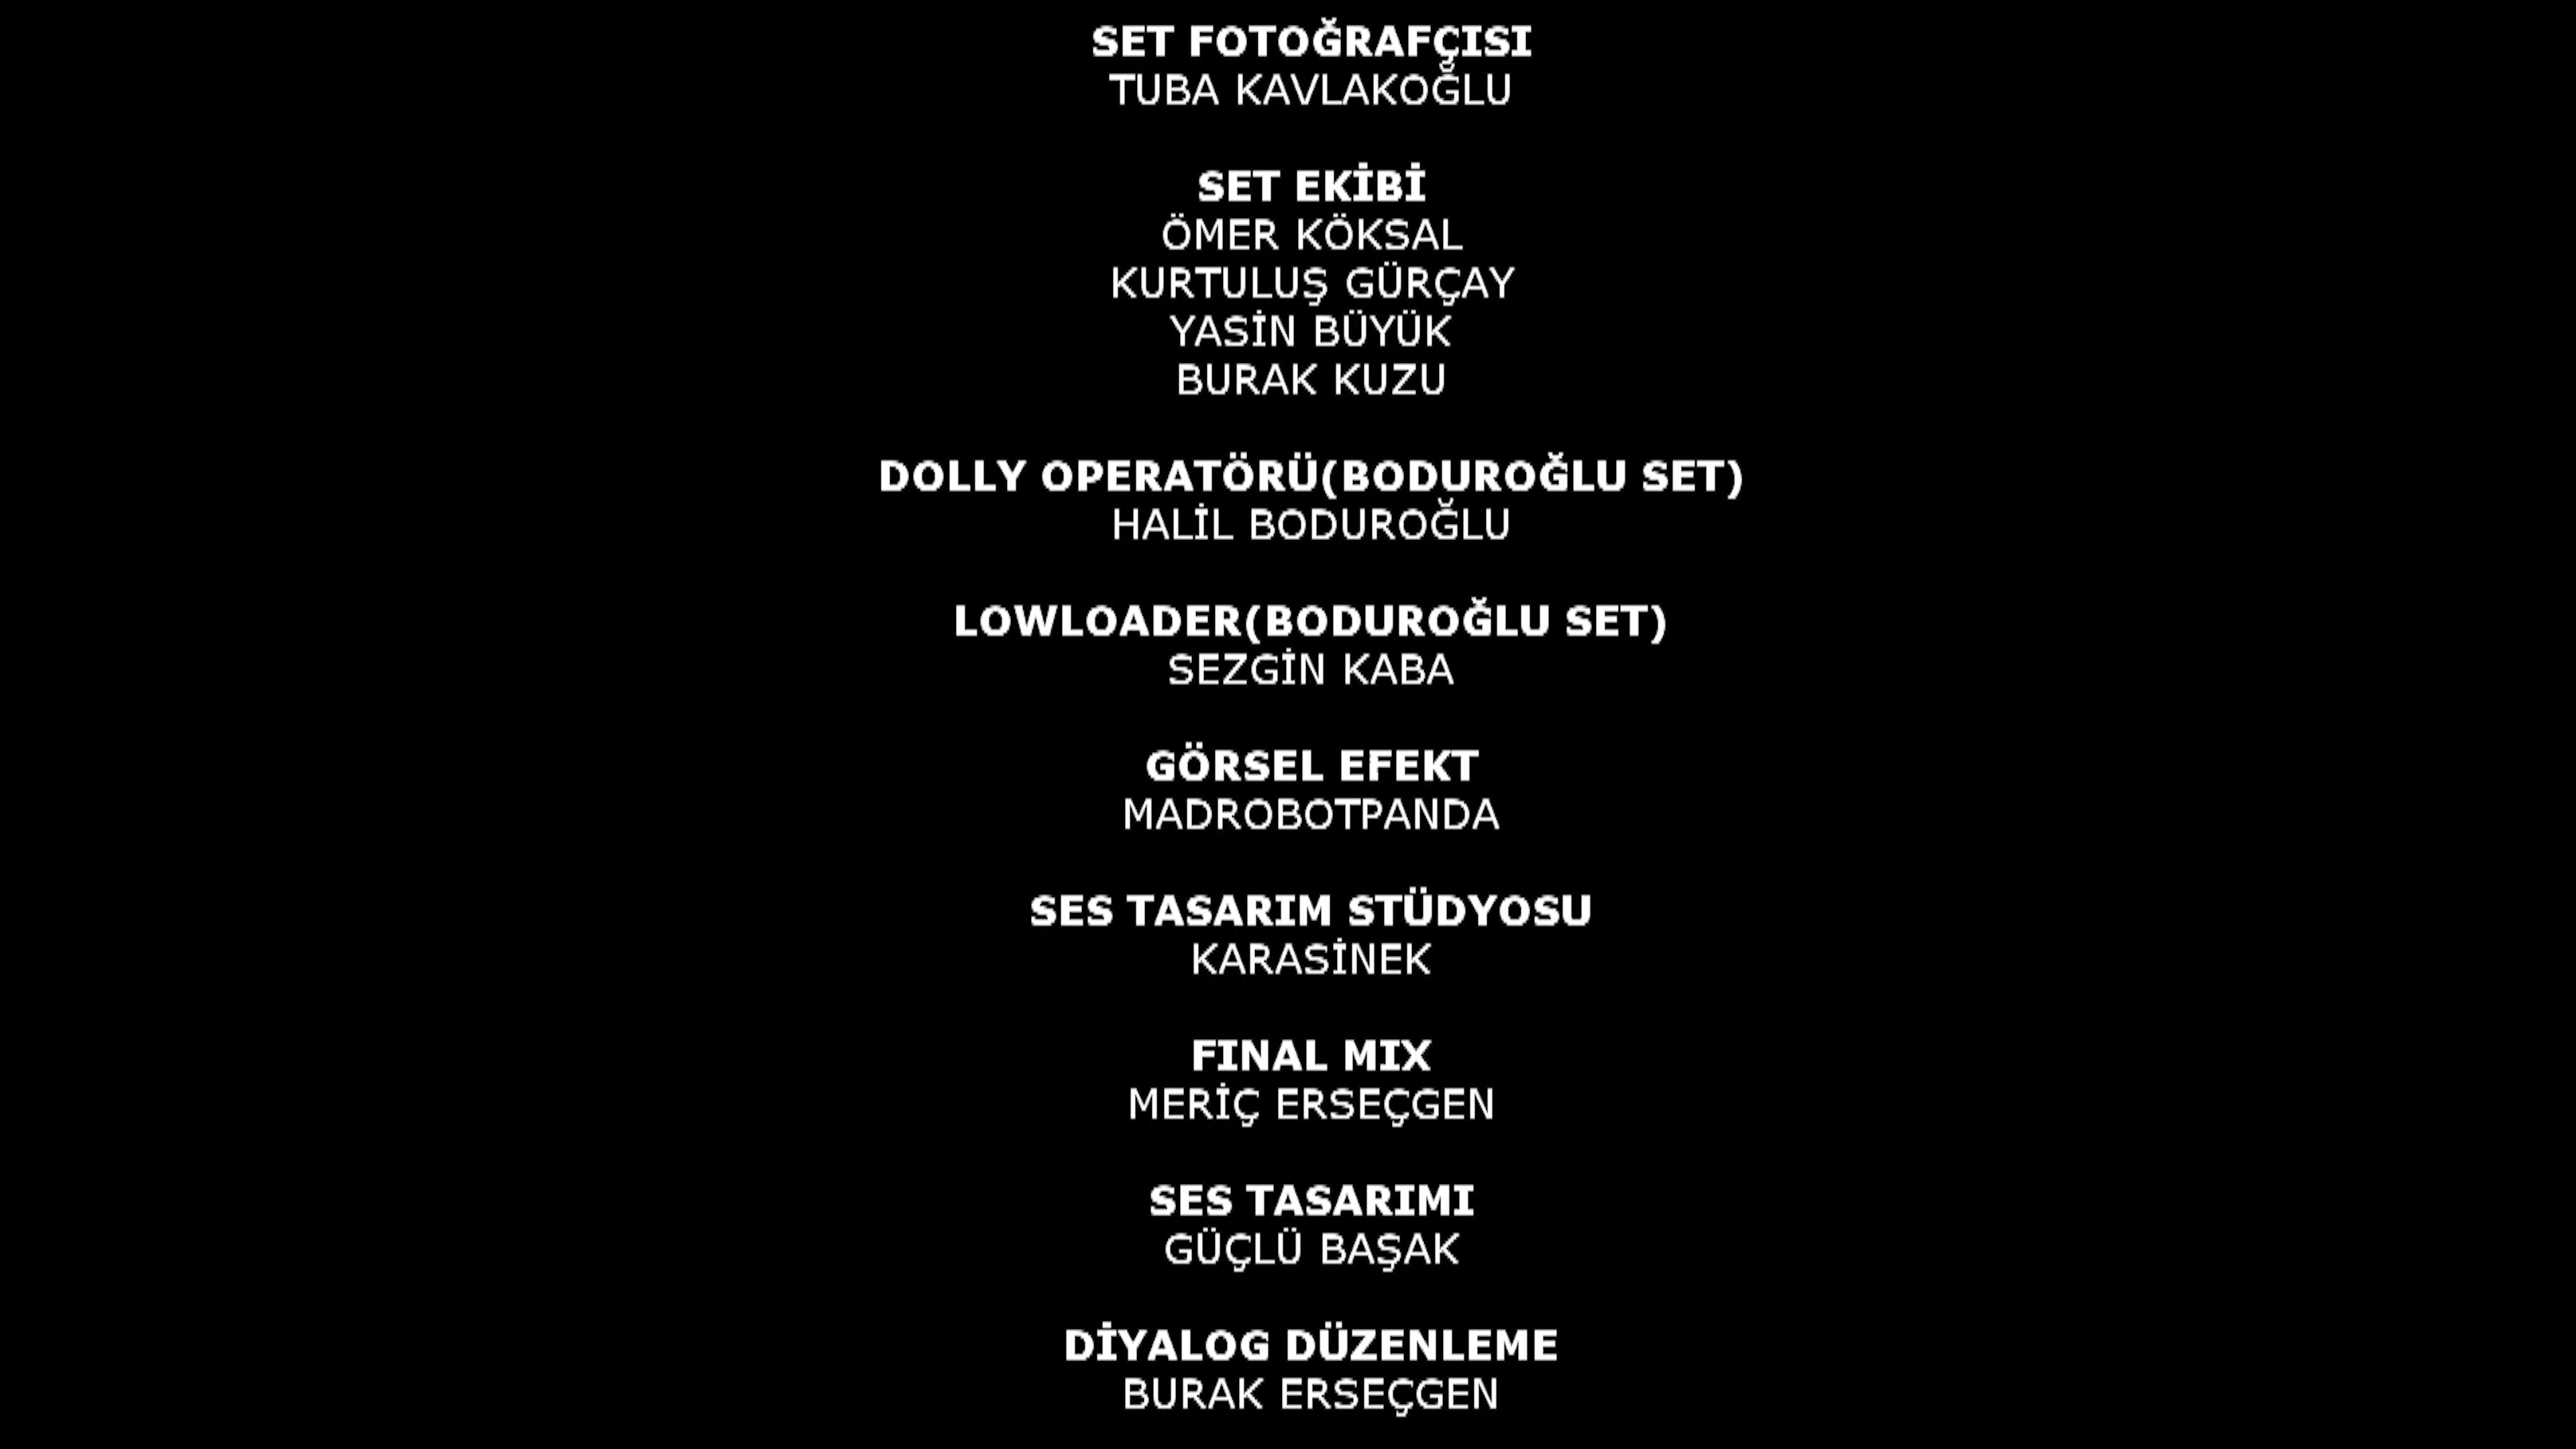 SET FOTOĞRAFÇISI
TUBA KAVLAKOĞLU
SET EKİBİ
ÖMER KÖKSAL
KURTULUŞ GÜRÇAY
YASİN BÜYÜK
BURAK KUZU
DOLLY OPERATÖRÜ(BODUROĞLU SET)
HALİL BODUROĞLU
LOWLOADER(BODUROĞLU SET)
SEZGİN KABA
GÖRSEL EFEKT
MADROBOTPANDA
SES TASARIM STÜDYOSU
KARASİNEK
FINAL MIX
MERİÇ ERSEÇGEN
SES TASARIMI
GÜÇLÜ BAŞAK
DİYALOG DÜZENLEME
BURAK ERSEÇGEN